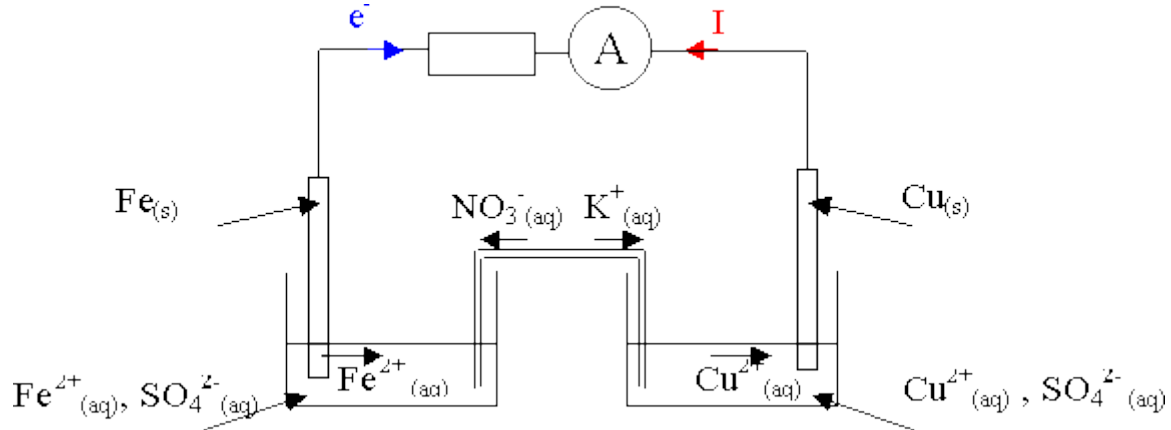 e⁻
I
A
Fe(s)
NO₃⁻(aq)
K⁺(aq)
Cu(s)
Fe²⁺(aq)
Cu²⁺(aq)
Fe²⁺(aq), SO₄²⁻(aq)
Cu²⁺(aq) , SO₄²⁻(aq)